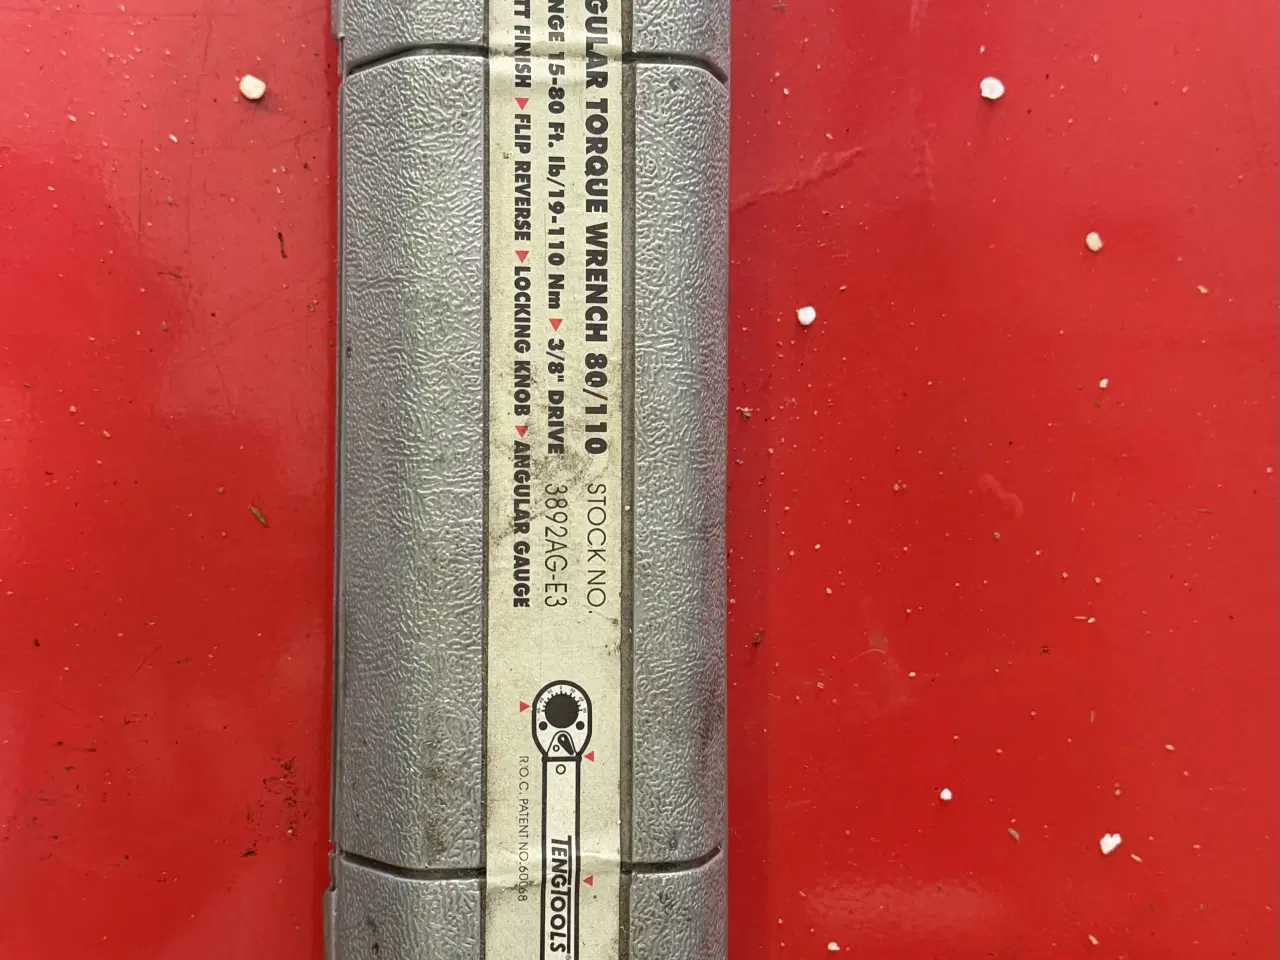 GULAR TORQUE WRENCH 80/110 STOCK NO.
NGE 15-80 Ft. lb/19-110 Nm ▶ 3/8" DRIVE 3892AG-E3
TT FINISH ▶ FLIP REVERSE ▶ LOCKING KNOB ▶ ANGULAR GAUGE
TENGTOOLS
R.O.C. PATENT NO.60068